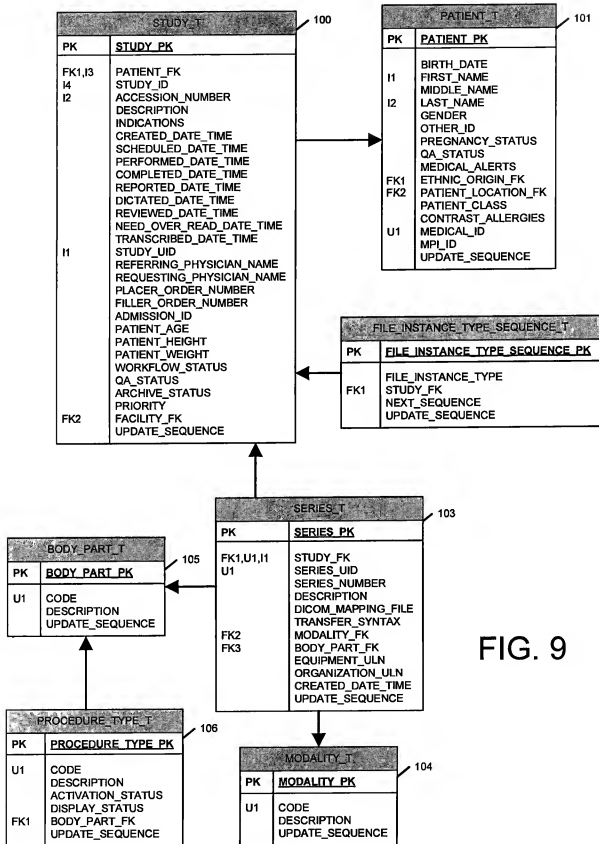 STUDY_T
100
PK STUDY_PK
FK1,I3 PATIENT_FK
I4 STUDY_ID
I2 ACCESSION_NUMBER
DESCRIPTION
INDICATIONS
CREATED_DATE_TIME
SCHEDULED_DATE_TIME
PERFORMED_DATE_TIME
COMPLETED_DATE_TIME
REPORTED_DATE_TIME
DICTATED_DATE_TIME
REVIEWED_DATE_TIME
NEED_OVER_READ_DATE_TIME
TRANSCRIBED_DATE_TIME
I1 STUDY_UID
REFERRING_PHYSICIAN_NAME
REQUESTING_PHYSICIAN_NAME
PLACER_ORDER_NUMBER
FILLER_ORDER_NUMBER
ADMISSION_ID
PATIENT_AGE
PATIENT_HEIGHT
PATIENT_WEIGHT
WORKFLOW_STATUS
QA_STATUS
ARCHIVE_STATUS
PRIORITY
FK2 FACILITY_FK
UPDATE_SEQUENCE
PATIENT_T
101
PK PATIENT_PK
BIRTH_DATE
I1 FIRST_NAME
MIDDLE_NAME
I2 LAST_NAME
GENDER
OTHER_ID
PREGNANCY_STATUS
QA_STATUS
MEDICAL_ALERTS
FK1 ETHNIC_ORIGIN_FK
FK2 PATIENT_LOCATION_FK
PATIENT_CLASS
CONTRAST_ALLERGIES
U1 MEDICAL_ID
MPI_ID
UPDATE_SEQUENCE
FILE_INSTANCE_TYPE_SEQUENCE_T
PK FILE_INSTANCE_TYPE_SEQUENCE_PK
FILE_INSTANCE_TYPE
FK1 STUDY_FK
NEXT_SEQUENCE
UPDATE_SEQUENCE
SERIES_T
103
PK SERIES_PK
FK1,U1,I1 STUDY_FK
U1 SERIES_UID
SERIES_NUMBER
DESCRIPTION
DICOM_MAPPING_FILE
TRANSFER_SYNTAX
FK2 MODALITY_FK
FK3 BODY_PART_FK
EQUIPMENT_ULN
ORGANIZATION_ULN
CREATED_DATE_TIME
UPDATE_SEQUENCE
BODY_PART_T
105
PK BODY_PART_PK
U1 CODE
DESCRIPTION
UPDATE_SEQUENCE
FIG. 9
PROCEDURE_TYPE_T
106
PK PROCEDURE_TYPE_PK
U1 CODE
DESCRIPTION
ACTIVATION_STATUS
DISPLAY_STATUS
FK1 BODY_PART_FK
UPDATE_SEQUENCE
MODALITY_T
104
PK MODALITY_PK
U1 CODE
DESCRIPTION
UPDATE_SEQUENCE